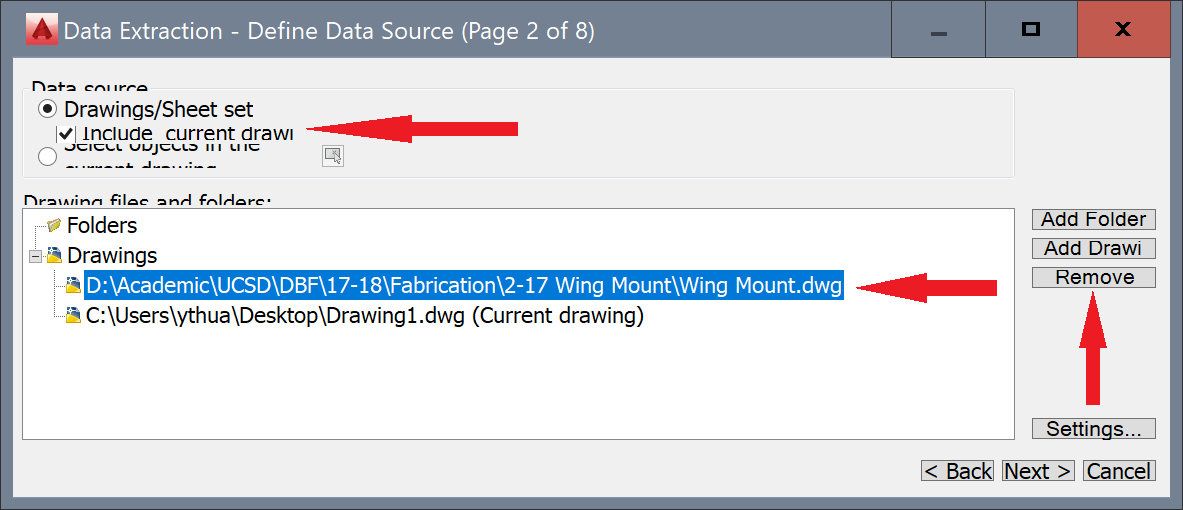 Data Extraction - Define Data Source (Page 2 of 8)
Data source
Drawings/Sheet set
Include current drawi
Select objects in the
current drawing
Drawing files and folders:
Folders
Drawings
D:\Academic\UCSD\DBF\17-18\Fabrication\2-17 Wing Mount\Wing Mount.dwg
C:\Users\ythua\Desktop\Drawing1.dwg (Current drawing)
Add Folder
Add Drawi
Remove
Settings...
< Back Next > Cancel